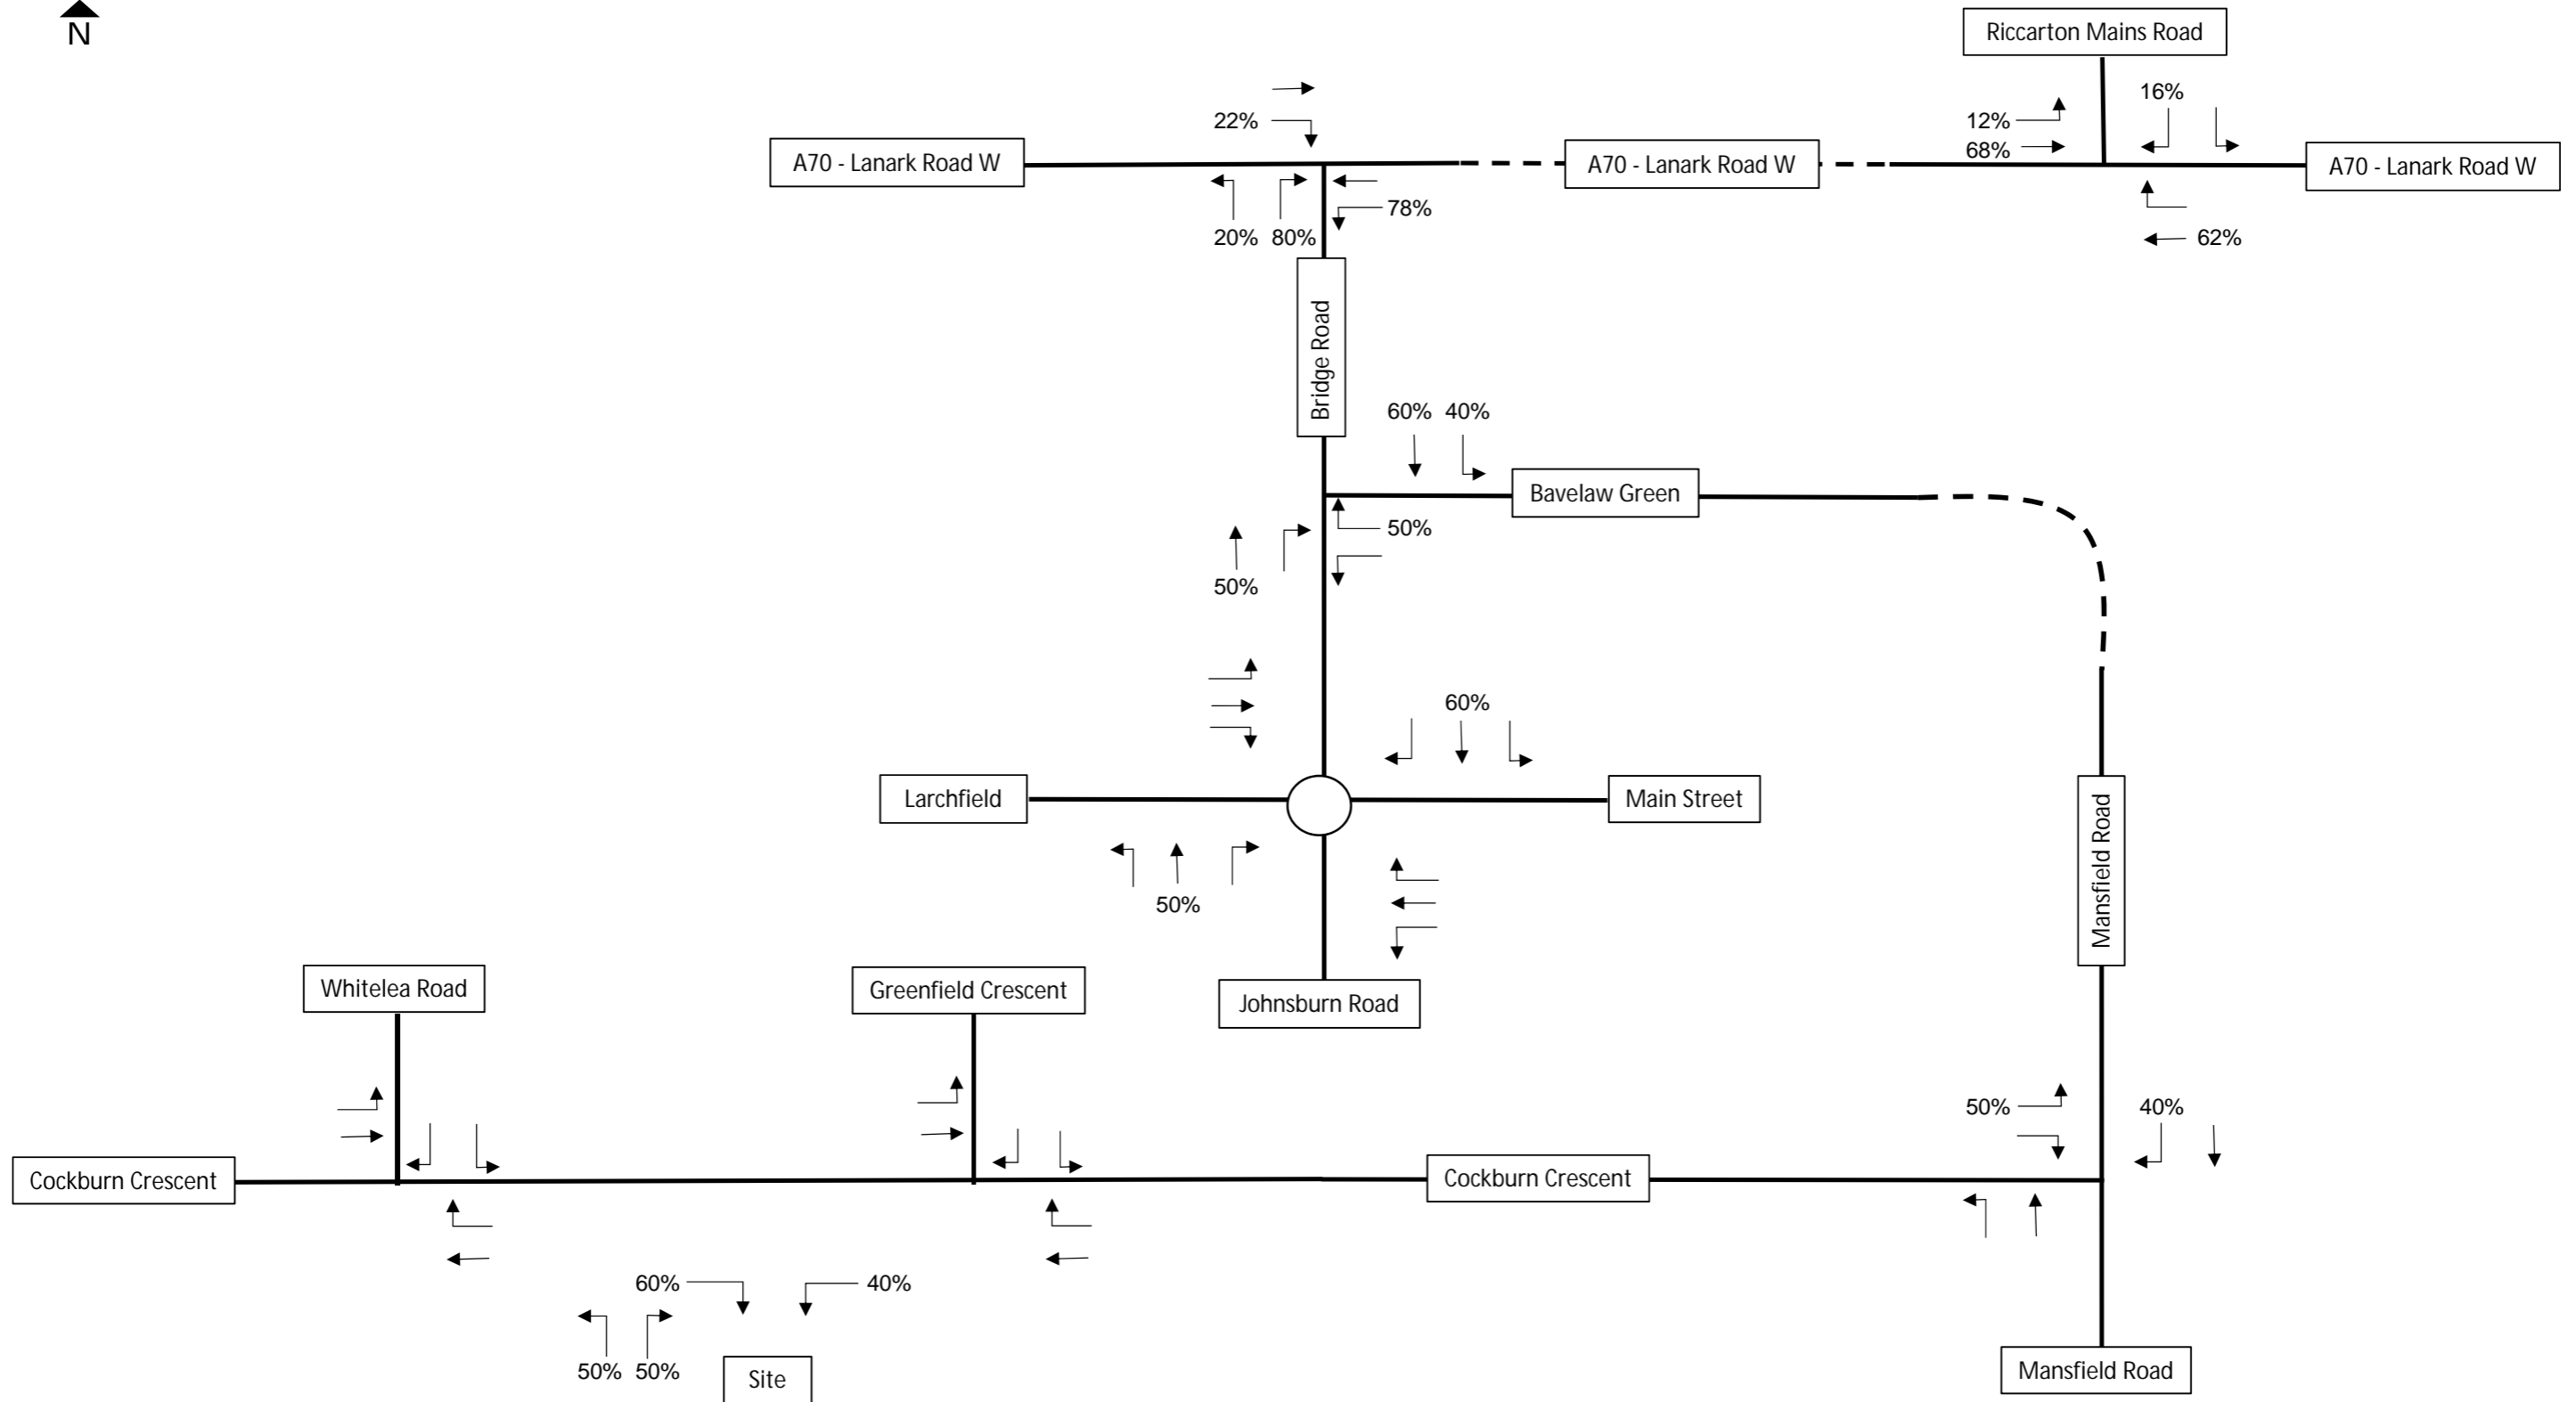 N
Riccarton Mains Road
16%
22%
12%
68%
A70 - Lanark Road W
A70 - Lanark Road W
A70 - Lanark Road W
78%
20% 80%
62%
Bridge Road
60% 40%
Bavelaw Green
50%
50%
60%
Larchfield
Main Street
Mansfield Road
50%
Whitelea Road
Greenfield Crescent
Johnsburn Road
50%
40%
Cockburn Crescent
Cockburn Crescent
60%
40%
50% 50%
Site
Mansfield Road